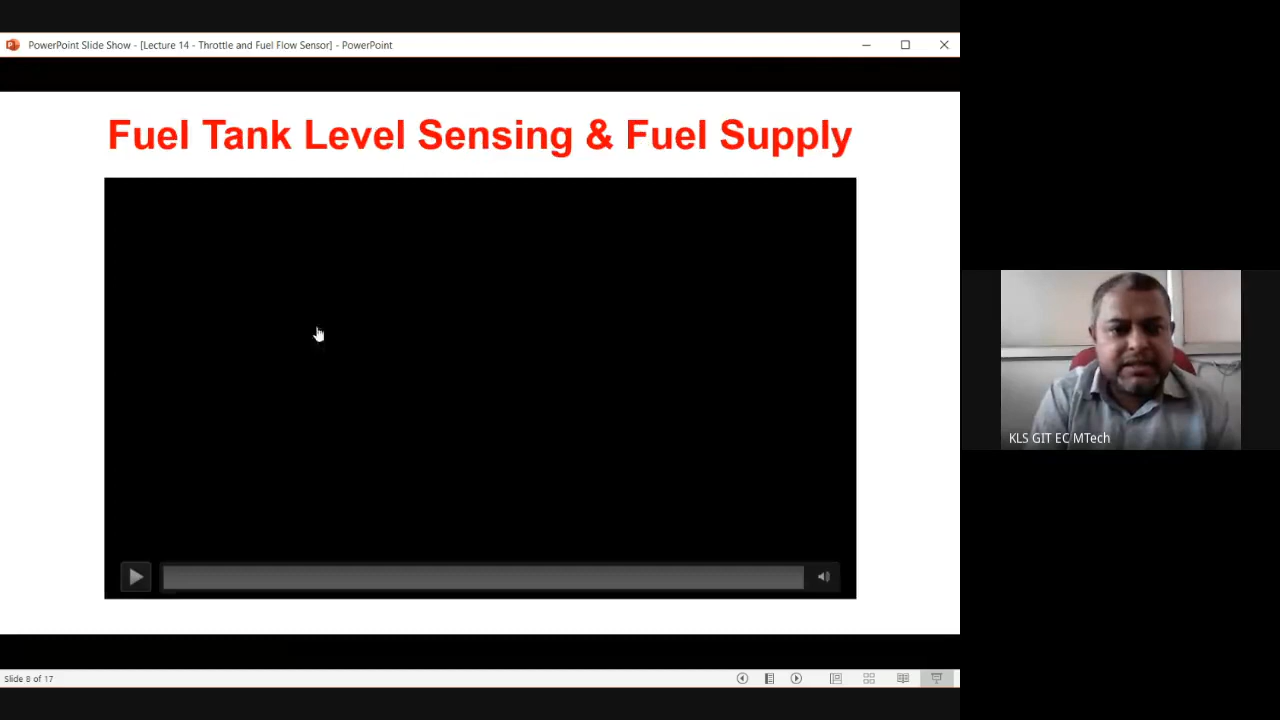 PowerPoint Slide Show - [Lecture 14 - Throttle and Fuel Flow Sensor] - PowerPoint
Fuel Tank Level Sensing & Fuel Supply
KLS GIT EC MTech
Slide 8 of 17